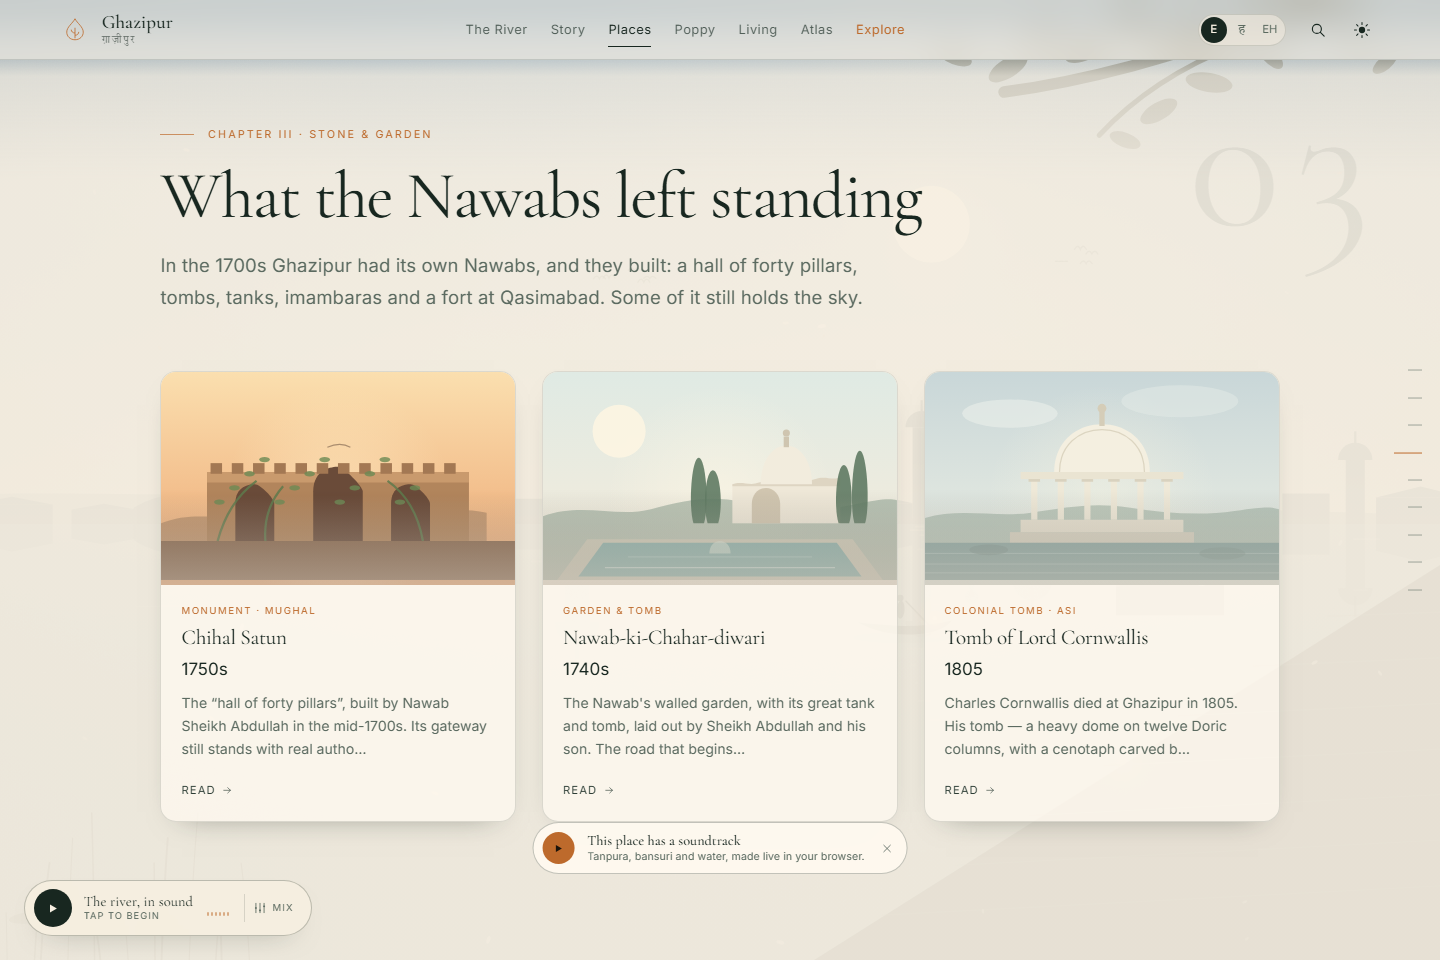 Ghazipur
ग़ाज़ीपुर
The River
Story
Places
Poppy
Living
Atlas
Explore
E
ह
EH
CHAPTER III · STONE & GARDEN
03
What the Nawabs left standing
In the 1700s Ghazipur had its own Nawabs, and they built: a hall of forty pillars,
tombs, tanks, imambaras and a fort at Qasimabad. Some of it still holds the sky.
MONUMENT · MUGHAL
Chihal Satun
1750s
The “hall of forty pillars”, built by Nawab
Sheikh Abdullah in the mid-1700s. Its gateway
still stands with real autho…
READ →
GARDEN & TOMB
Nawab-ki-Chahar-diwari
1740s
The Nawab's walled garden, with its great tank
and tomb, laid out by Sheikh Abdullah and his
son. The road that begins…
READ →
COLONIAL TOMB · ASI
Tomb of Lord Cornwallis
1805
Charles Cornwallis died at Ghazipur in 1805.
His tomb — a heavy dome on twelve Doric
columns, with a cenotaph carved b…
READ →
This place has a soundtrack
Tanpura, bansuri and water, made live in your browser.
The river, in sound
TAP TO BEGIN
MIX